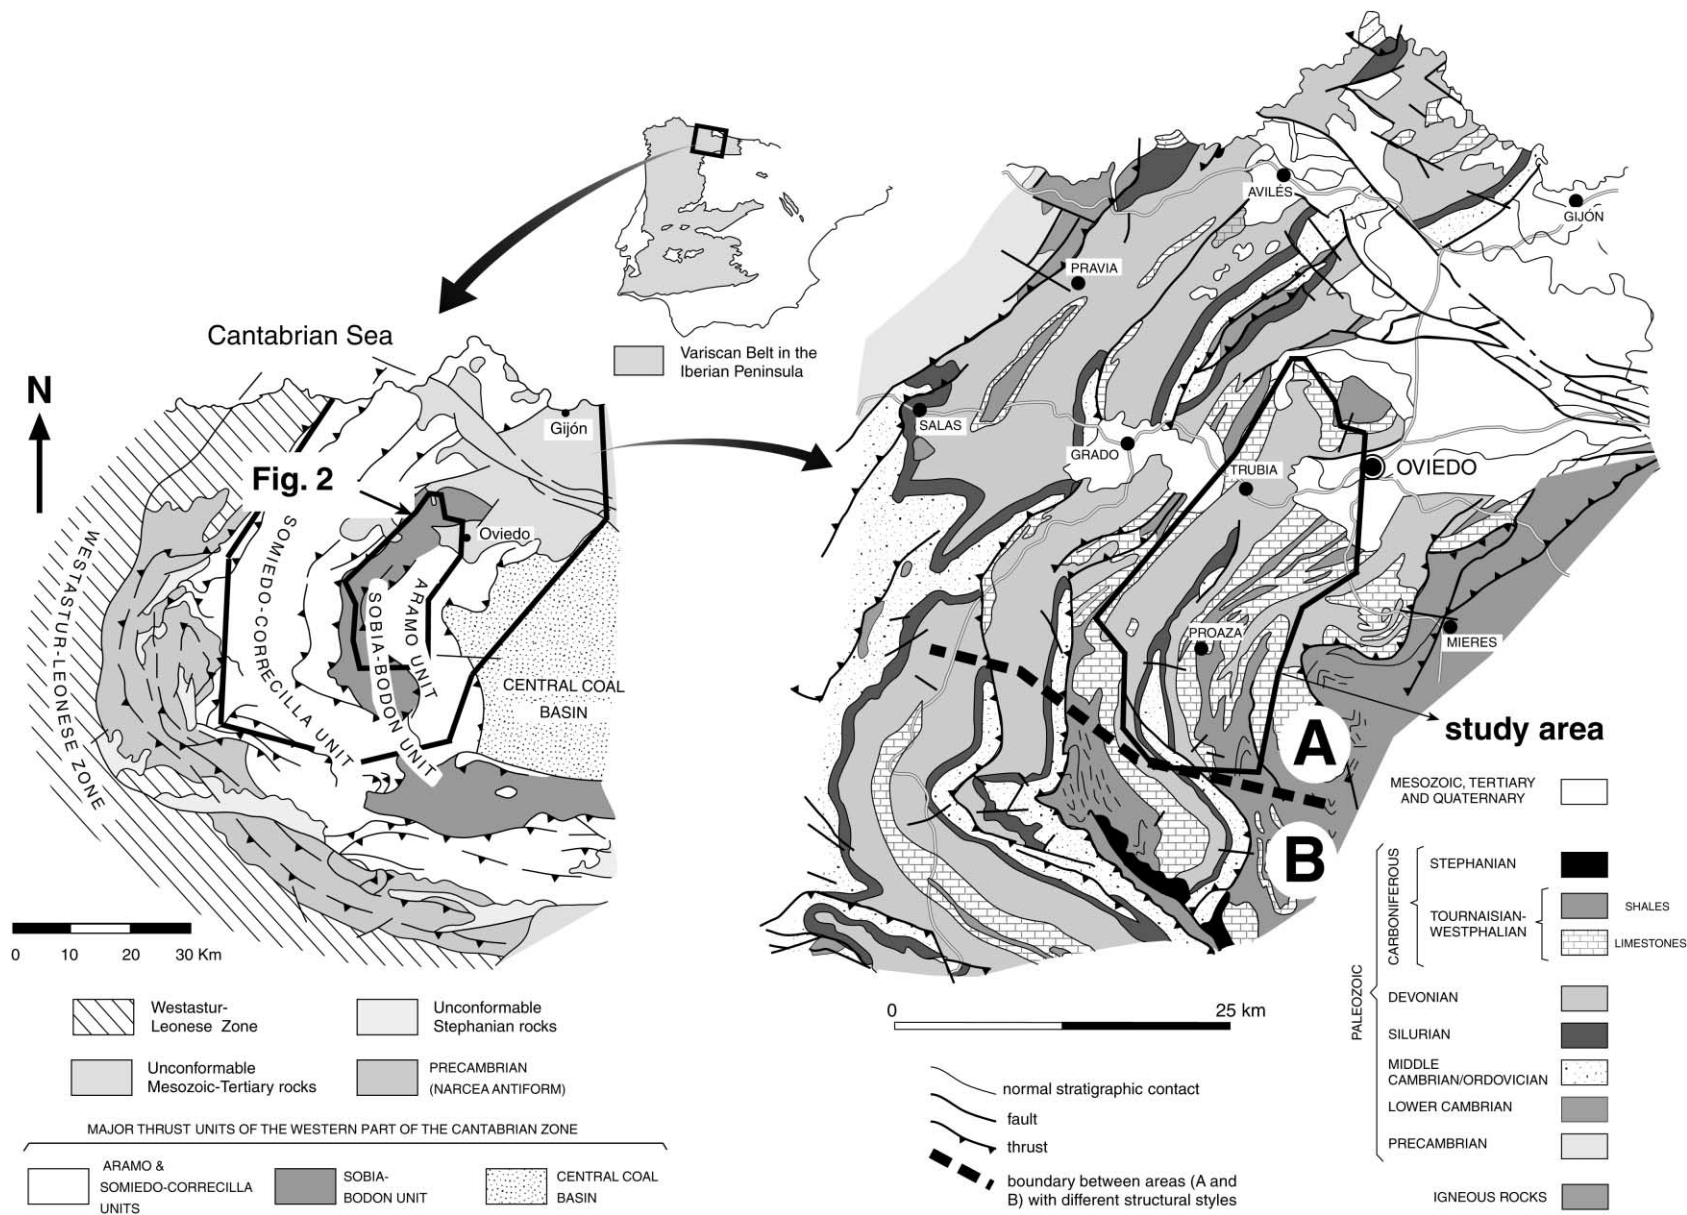 Variscan Belt in the
Iberian Peninsula
Cantabrian Sea
N
Gijón
Fig. 2
Oviedo
WESTASTUR-LEONESE ZONE
SOMIEDO-CORRECILLA UNIT
SOBIA-BODON UNIT
ARAMO UNIT
CENTRAL COAL
BASIN
0 10 20 30 Km
Westastur-
Leonese Zone
Unconformable
Stephanian rocks
Unconformable
Mesozoic-Tertiary rocks
PRECAMBRIAN
(NARCEA ANTIFORM)
MAJOR THRUST UNITS OF THE WESTERN PART OF THE CANTABRIAN ZONE
ARAMO &
SOMIEDO-CORRECILLA
UNITS
SOBIA-
BODON UNIT
CENTRAL COAL
BASIN
AVILÉS
GIJÓN
PRAVIA
SALAS
GRADO
TRUBIA
OVIEDO
PROAZA
MIERES
A
B
study area
0 25 km
normal stratigraphic contact
fault
thrust
boundary between areas (A and
B) with different structural styles
MESOZOIC, TERTIARY
AND QUATERNARY
PALEOZOIC
CARBONIFEROUS
STEPHANIAN
TOURNAISIAN-
WESTPHALIAN
SHALES
LIMESTONES
DEVONIAN
SILURIAN
MIDDLE
CAMBRIAN/ORDOVICIAN
LOWER CAMBRIAN
PRECAMBRIAN
IGNEOUS ROCKS